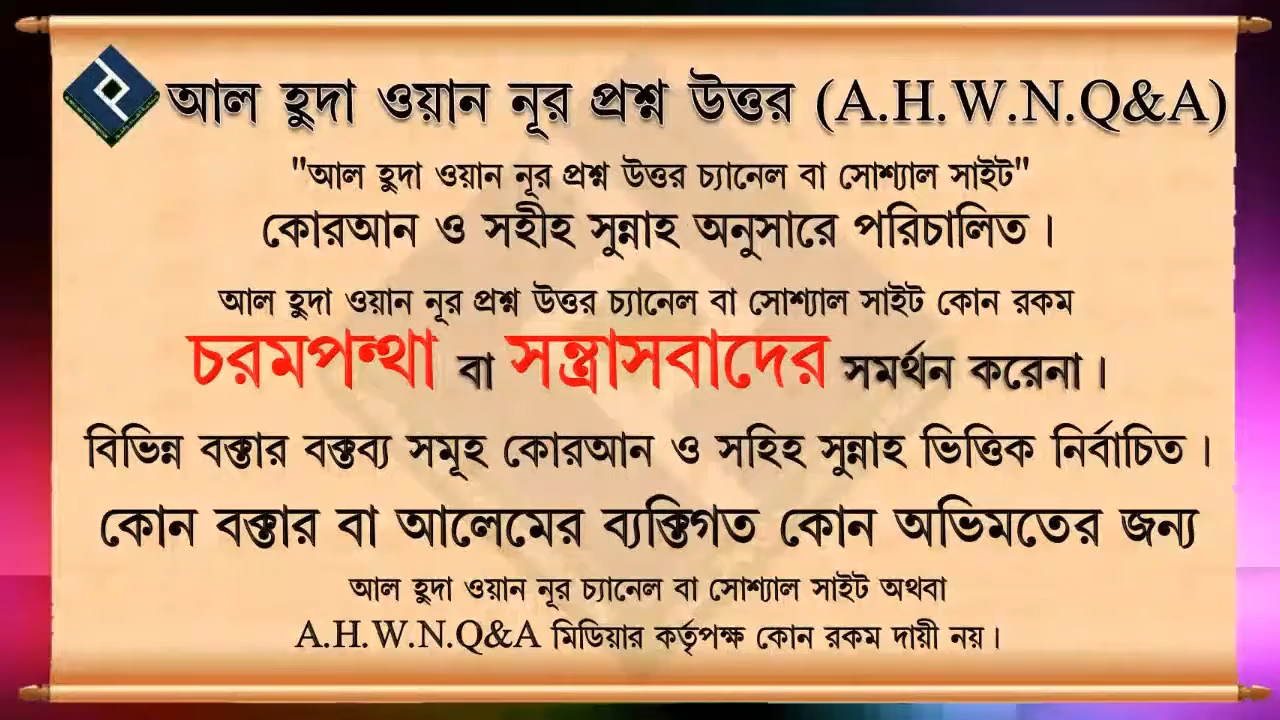 আল হুদা ওয়ান নূর প্রশ্ন উত্তর (A.H.W.N.Q&A)
"আল হুদা ওয়ান নূর প্রশ্ন উত্তর চ্যানেল বা সোশ্যাল সাইট"
কোরআন ও সহীহ সুন্নাহ অনুসারে পরিচালিত।
আল হুদা ওয়ান নূর প্রশ্ন উত্তর চ্যানেল বা সোশ্যাল সাইট কোন রকম
চরমপন্থা বা সন্ত্রাসবাদের সমর্থন করেনা।
বিভিন্ন বক্তার বক্তব্য সমূহ কোরআন ও সহিহ সুন্নাহ ভিত্তিক নির্বাচিত।
কোন বক্তার বা আলেমের ব্যক্তিগত কোন অভিমতের জন্য
আল হুদা ওয়ান নূর চ্যানেল বা সোশ্যাল সাইট অথবা
A.H.W.N.Q&A মিডিয়ার কর্তৃপক্ষ কোন রকম দায়ী নয়।